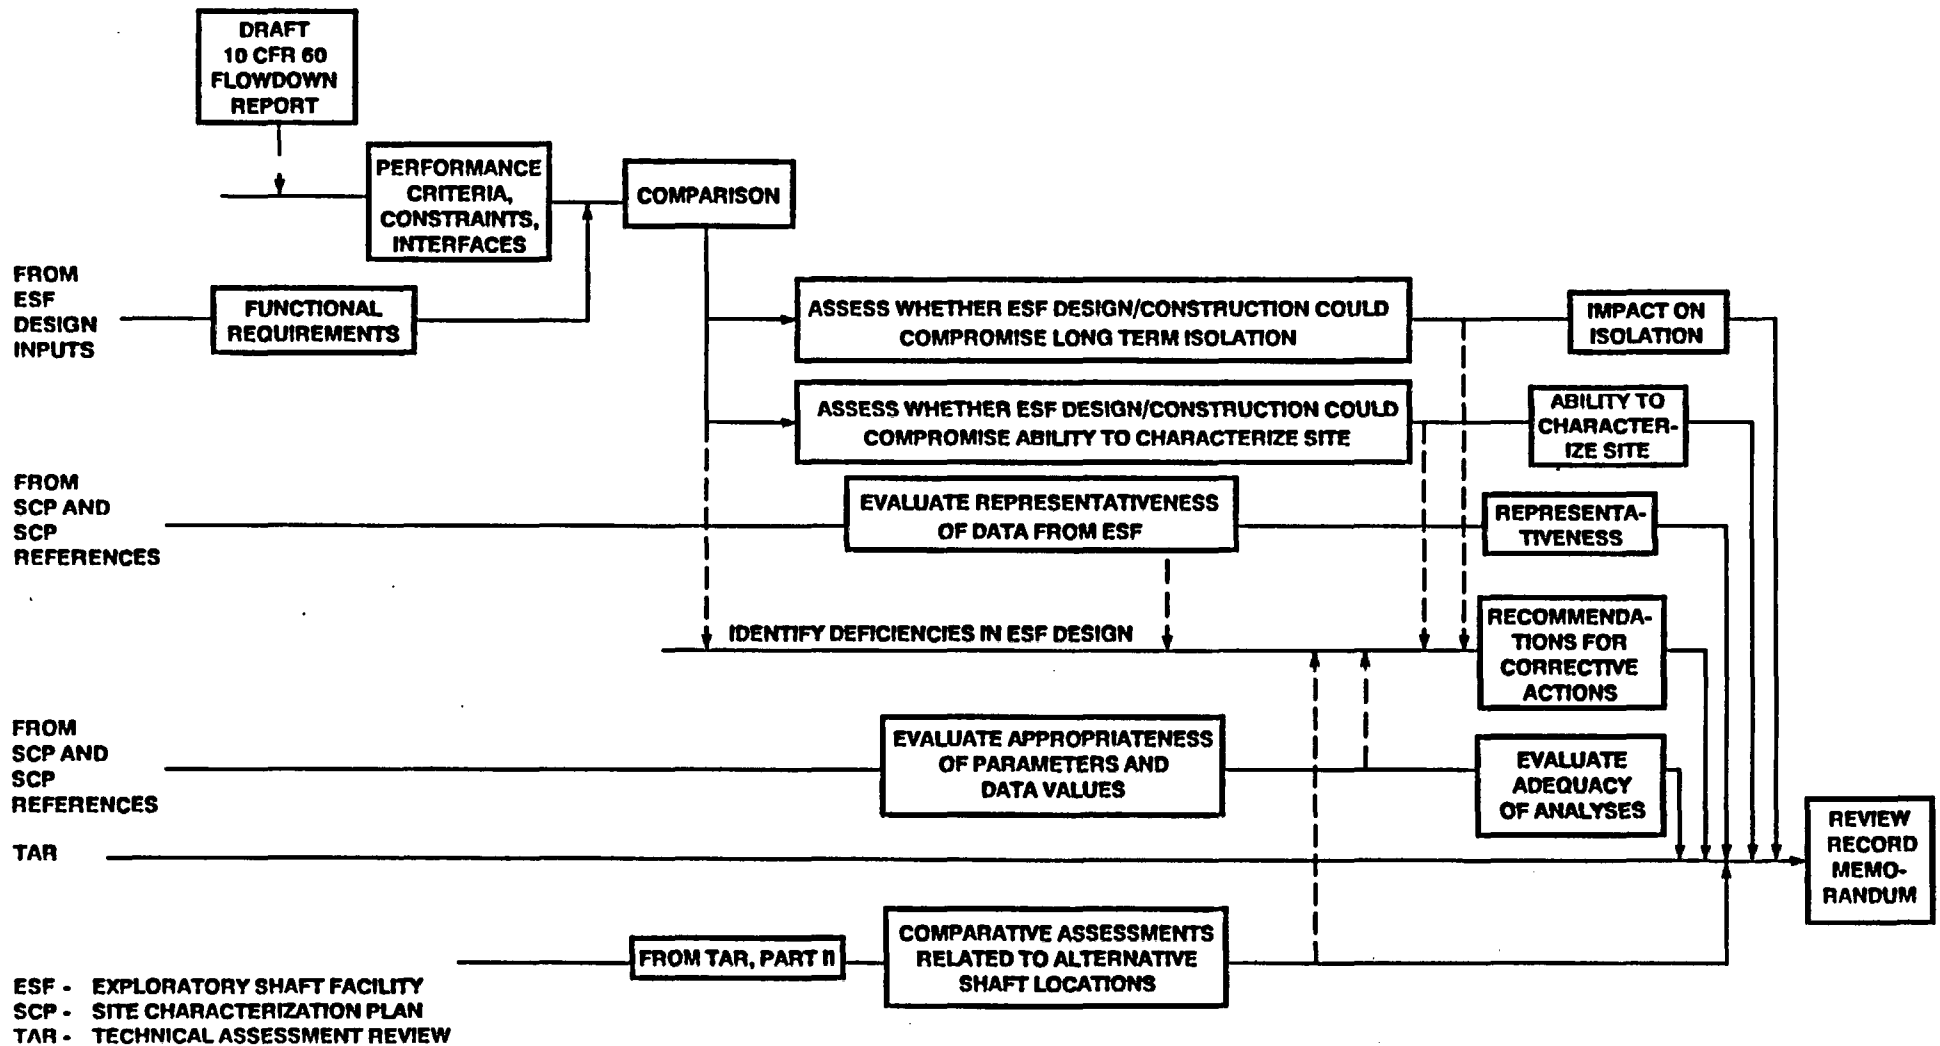 DRAFT
10 CFR 60
FLOWDOWN
REPORT
PERFORMANCE
CRITERIA,
CONSTRAINTS,
INTERFACES
COMPARISON
FROM
ESF
DESIGN
INPUTS
FUNCTIONAL
REQUIREMENTS
ASSESS WHETHER ESF DESIGN/CONSTRUCTION COULD
COMPROMISE LONG TERM ISOLATION
IMPACT ON
ISOLATION
ASSESS WHETHER ESF DESIGN/CONSTRUCTION COULD
COMPROMISE ABILITY TO CHARACTERIZE SITE
ABILITY TO
CHARACTER-
IZE SITE
FROM
SCP AND
SCP
REFERENCES
EVALUATE REPRESENTATIVENESS
OF DATA FROM ESF
REPRESENTA-
TIVENESS
IDENTIFY DEFICIENCIES IN ESF DESIGN
RECOMMENDA-
TIONS FOR
CORRECTIVE
ACTIONS
FROM
SCP AND
SCP
REFERENCES
EVALUATE APPROPRIATENESS
OF PARAMETERS AND
DATA VALUES
EVALUATE
ADEQUACY
OF ANALYSES
TAR
REVIEW
RECORD
MEMO-
RANDUM
FROM TAR, PART II
COMPARATIVE ASSESSMENTS
RELATED TO ALTERNATIVE
SHAFT LOCATIONS
ESF - EXPLORATORY SHAFT FACILITY
SCP - SITE CHARACTERIZATION PLAN
TAR - TECHNICAL ASSESSMENT REVIEW